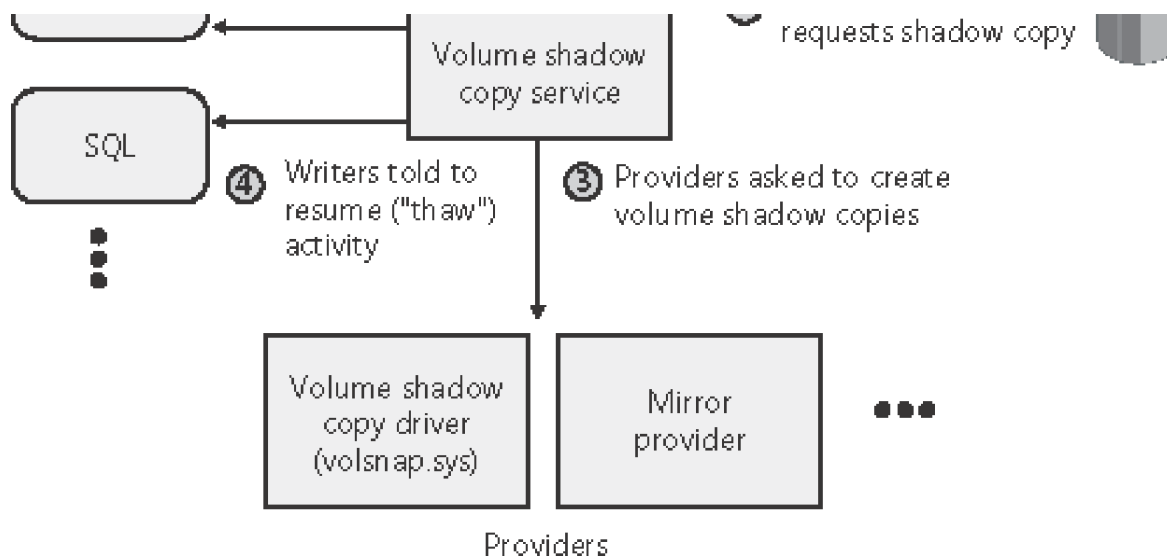 requests shadow copy
Volume shadow
copy service
SQL
4 Writers told to
resume ("thaw")
activity
3 Providers asked to create
volume shadow copies
Volume shadow
copy driver
(volsnap.sys)
Mirror
provider
Providers